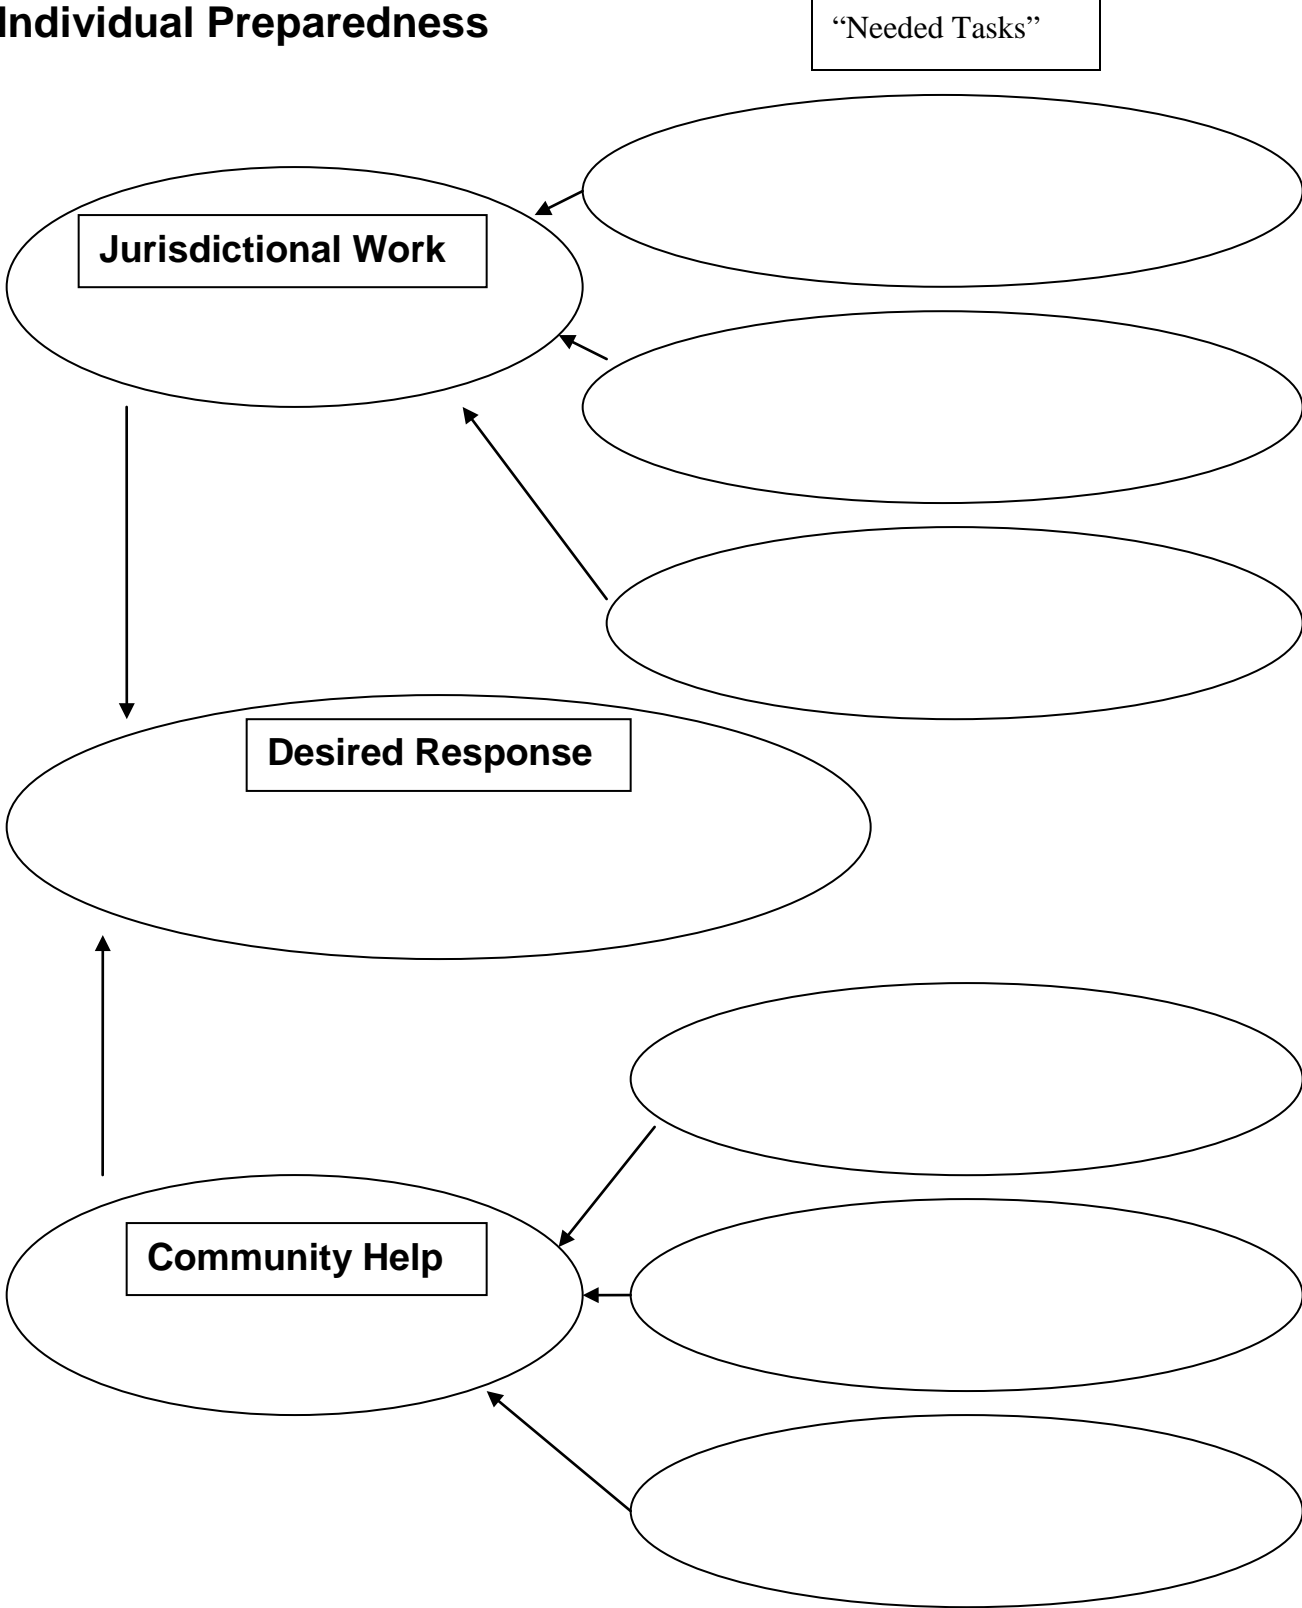 Individual Preparedness
“Needed Tasks”
Jurisdictional Work
Desired Response
Community Help